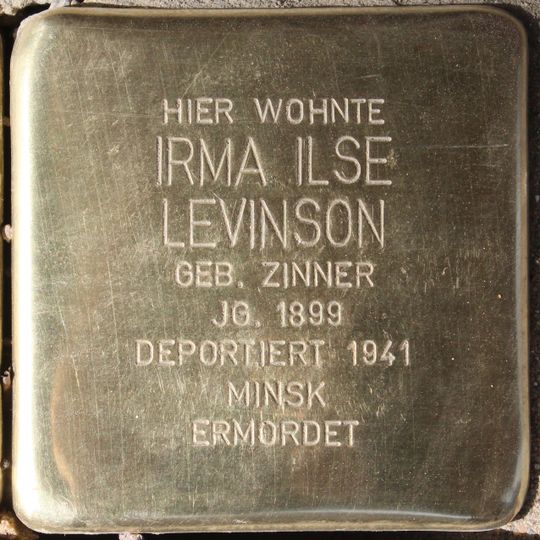 HIER WOHNTE
IRMA ILSE
LEVINSON
GEB. ZINNER
JG. 1899
DEPORTIERT 1941
MINSK
ERMORDET